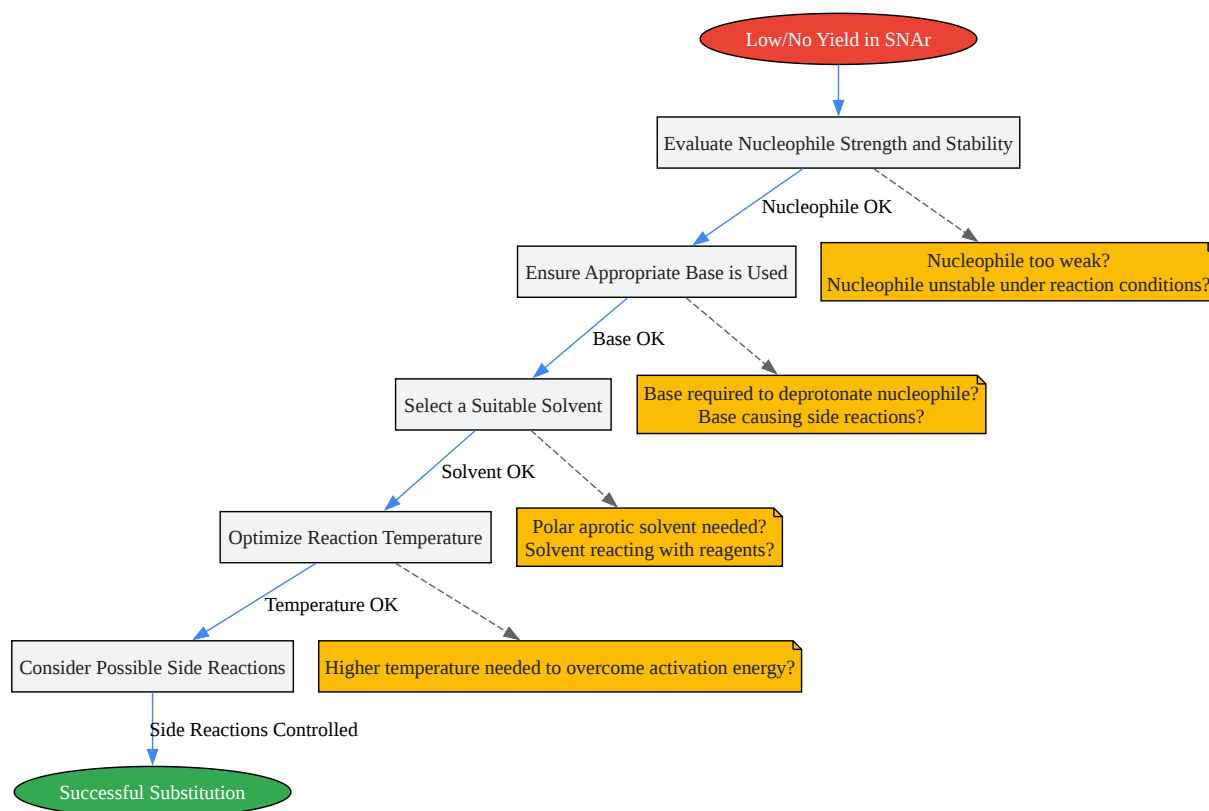 Low/No Yield in SNAr
Evaluate Nucleophile Strength and Stability
Nucleophile OK
Nucleophile too weak?
Nucleophile unstable under reaction conditions?
Ensure Appropriate Base is Used
Base OK
Base required to deprotonate nucleophile?
Base causing side reactions?
Select a Suitable Solvent
Solvent OK
Polar aprotic solvent needed?
Solvent reacting with reagents?
Optimize Reaction Temperature
Temperature OK
Higher temperature needed to overcome activation energy?
Consider Possible Side Reactions
Side Reactions Controlled
Successful Substitution